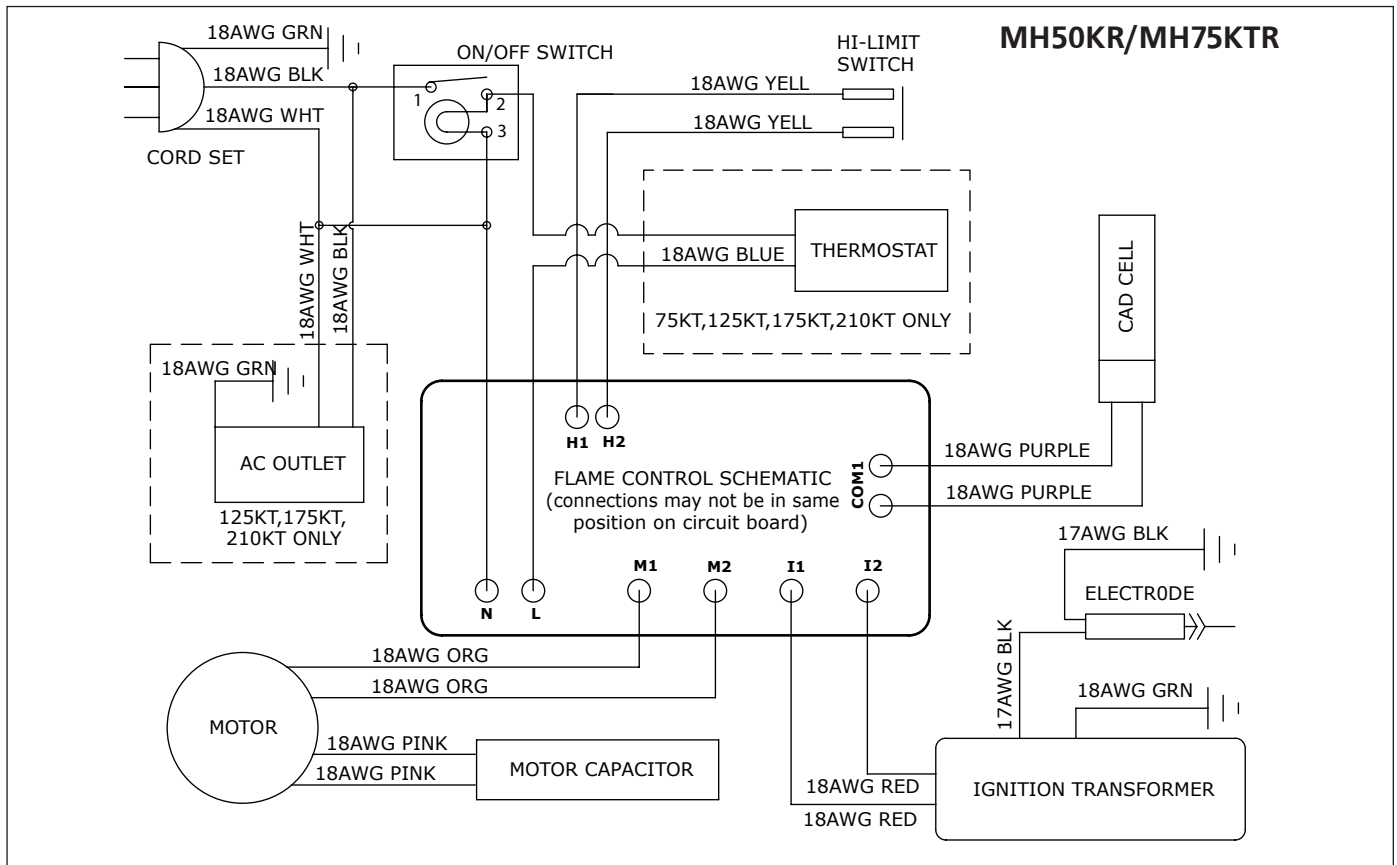 MH50KR/MH75KTR
18AWG GRN
ON/OFF SWITCH
HI-LIMIT
SWITCH
18AWG BLK
1
2
3
18AWG YELL
18AWG WHT
18AWG YELL
CORD SET
THERMOSTAT
18AWG BLUE
75KT,125KT,175KT,210KT ONLY
CAD CELL
18AWG WHT
18AWG BLK
18AWG GRN
AC OUTLET
125KT,175KT,
210KT ONLY
H1
H2
FLAME CONTROL SCHEMATIC
(connections may not be in same
position on circuit board)
COM1
18AWG PURPLE
18AWG PURPLE
N
L
M1
M2
I1
I2
17AWG BLK
ELECTR0DE
17AWG BLK
18AWG GRN
18AWG ORG
18AWG ORG
MOTOR
18AWG PINK
18AWG PINK
MOTOR CAPACITOR
18AWG RED
18AWG RED
IGNITION TRANSFORMER